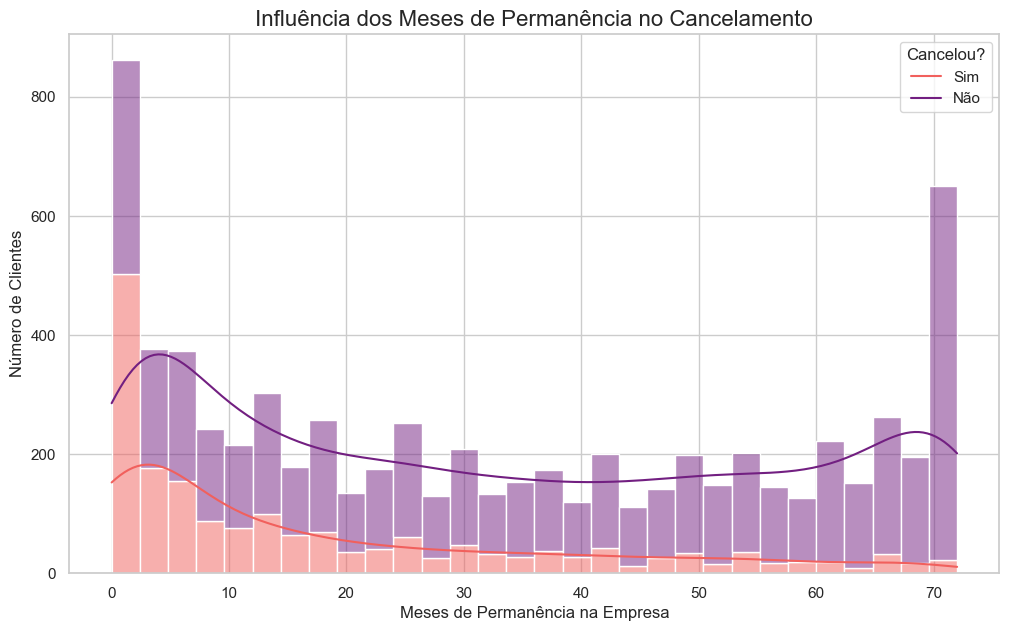 Influência dos Meses de Permanência no Cancelamento
Cancelou?
Sim
Não
Número de Clientes
800
600
400
200
0
0 10 20 30 40 50 60 70
Meses de Permanência na Empresa